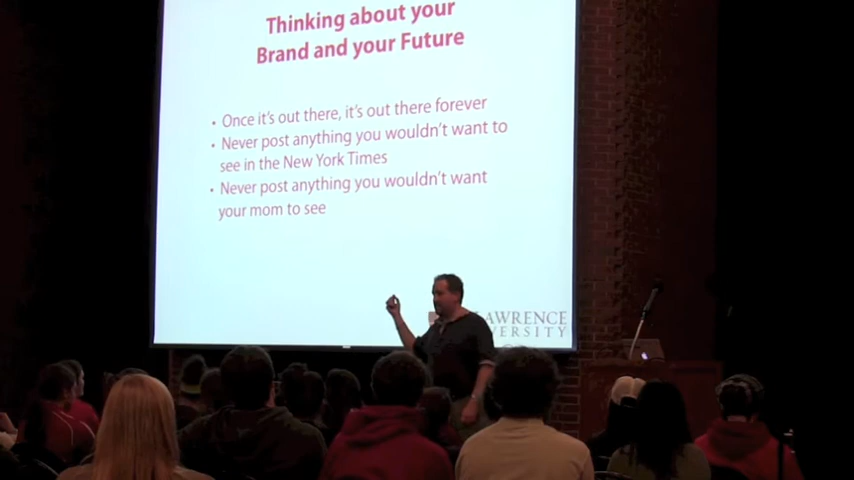 Thinking about your
Brand and your Future
• Once it's out there, it's out there forever
• Never post anything you wouldn't want to
see in the New York Times
• Never post anything you wouldn't want
your mom to see
LAWRENCE
VERSITY